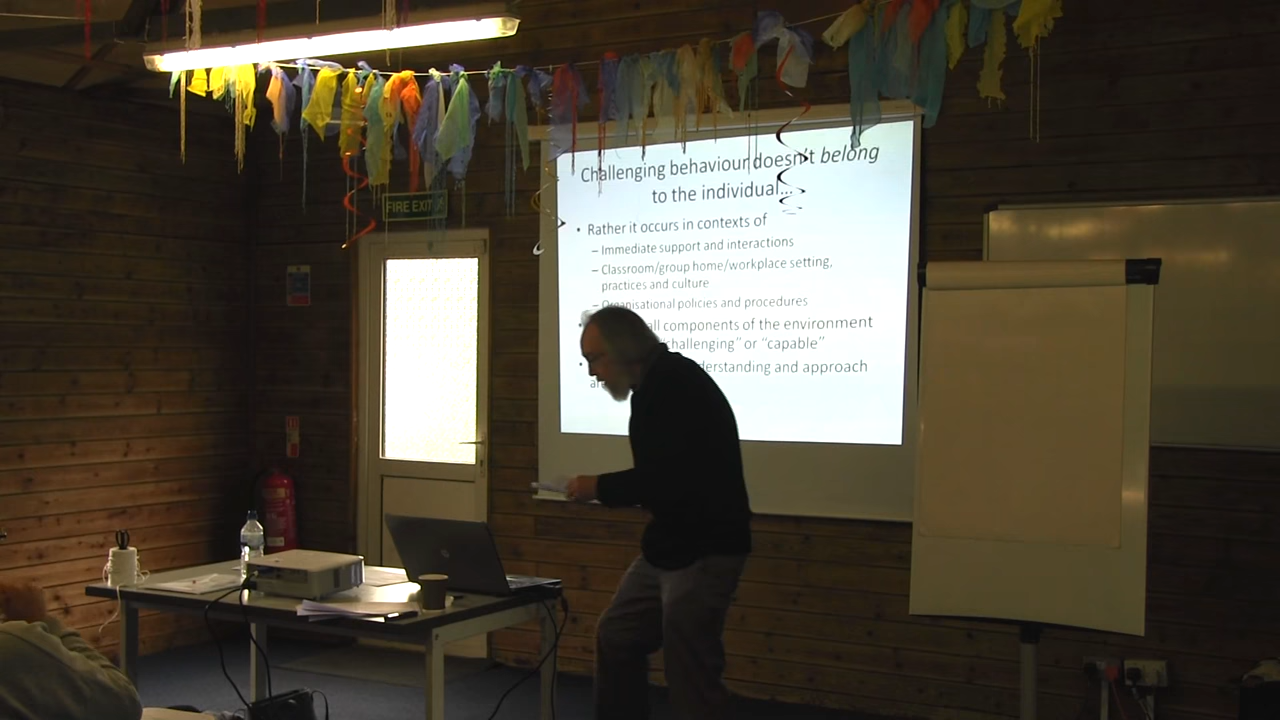 Challenging behaviour doesn't belong
to the individual...
• Rather it occurs in contexts of
– Immediate support and interactions
– Classroom/group home/workplace setting,
practices and culture
– Organisational policies and procedures
all components of the environment
"challenging" or "capable"
understanding and approach
FIRE EXIT